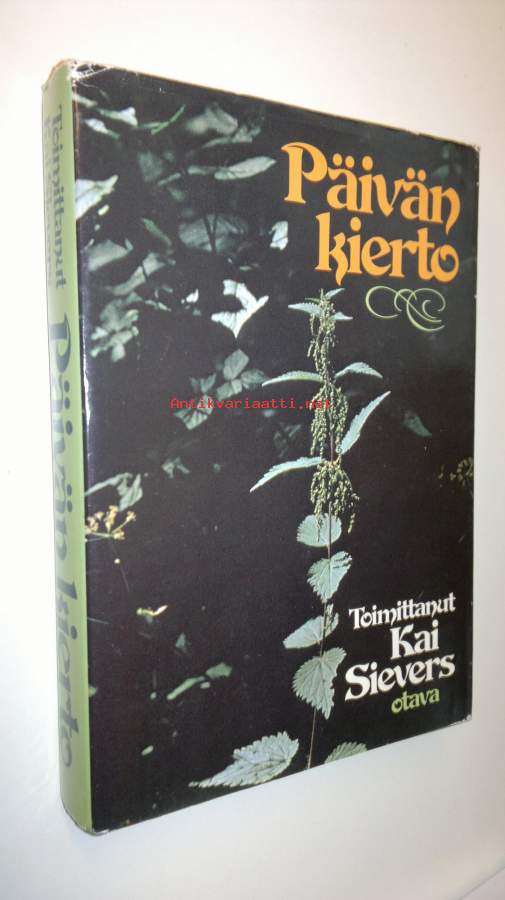 Päivän
kierto
Toimittanut
Kai
Sievers
otava
Toimittanut
Päivän kierto
Antikvariaatti.net